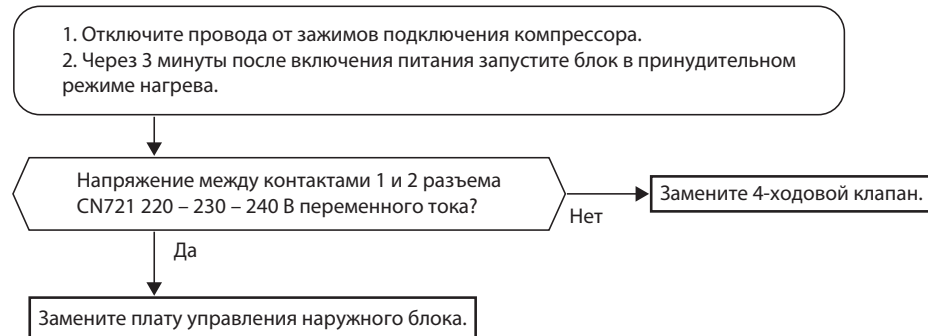 1. Отключите провода от зажимов подключения компрессора.
2. Через 3 минуты после включения питания запустите блок в принудительном
режиме нагрева.
Напряжение между контактами 1 и 2 разъема
CN721 220 – 230 – 240 В переменного тока?
Нет
Замените 4-ходовой клапан.
Да
Замените плату управления наружного блока.